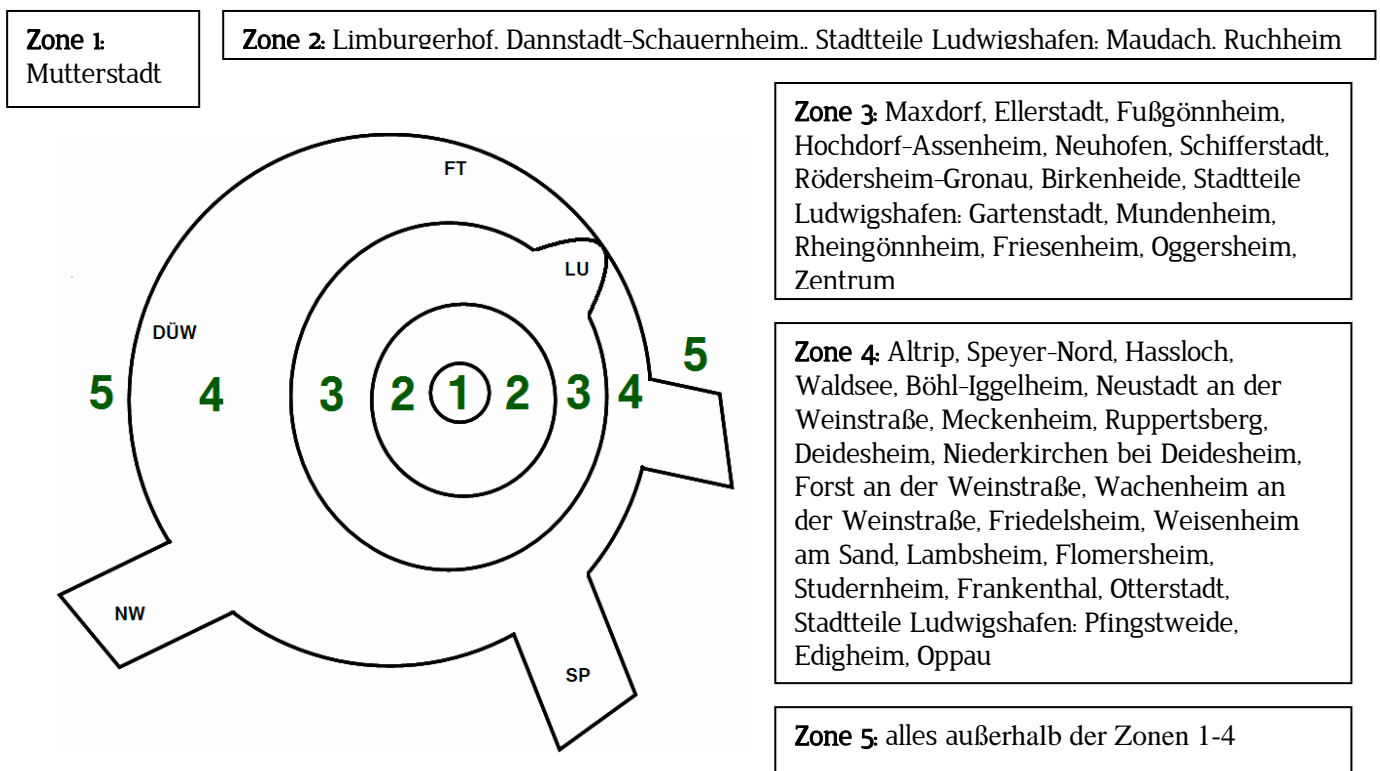 Zone 1:
Mutterstadt
Zone 2: Limburgerhof, Dannstadt-Schauernheim,. Stadtteile Ludwigshafen: Maudach, Ruchheim
Zone 3: Maxdorf, Ellerstadt, Fußgönnheim,
Hochdorf-Assenheim, Neuhofen, Schifferstadt,
Rödersheim-Gronau, Birkenheide, Stadtteile
Ludwigshafen: Gartenstadt, Mundenheim,
Rheingönnheim, Friesenheim, Oggersheim,
Zentrum
FT
LU
DÜW
5 4 3 2 1 2 3 4 5
NW
SP
Zone 4: Altrip, Speyer-Nord, Hassloch,
Waldsee, Böhl-Iggelheim, Neustadt an der
Weinstraße, Meckenheim, Ruppertsberg,
Deidesheim, Niederkirchen bei Deidesheim,
Forst an der Weinstraße, Wachenheim an
der Weinstraße, Friedelsheim, Weisenheim
am Sand, Lambsheim, Flomersheim,
Studernheim, Frankenthal, Otterstadt,
Stadtteile Ludwigshafen: Pfingstweide,
Edigheim, Oppau
Zone 5: alles außerhalb der Zonen 1-4